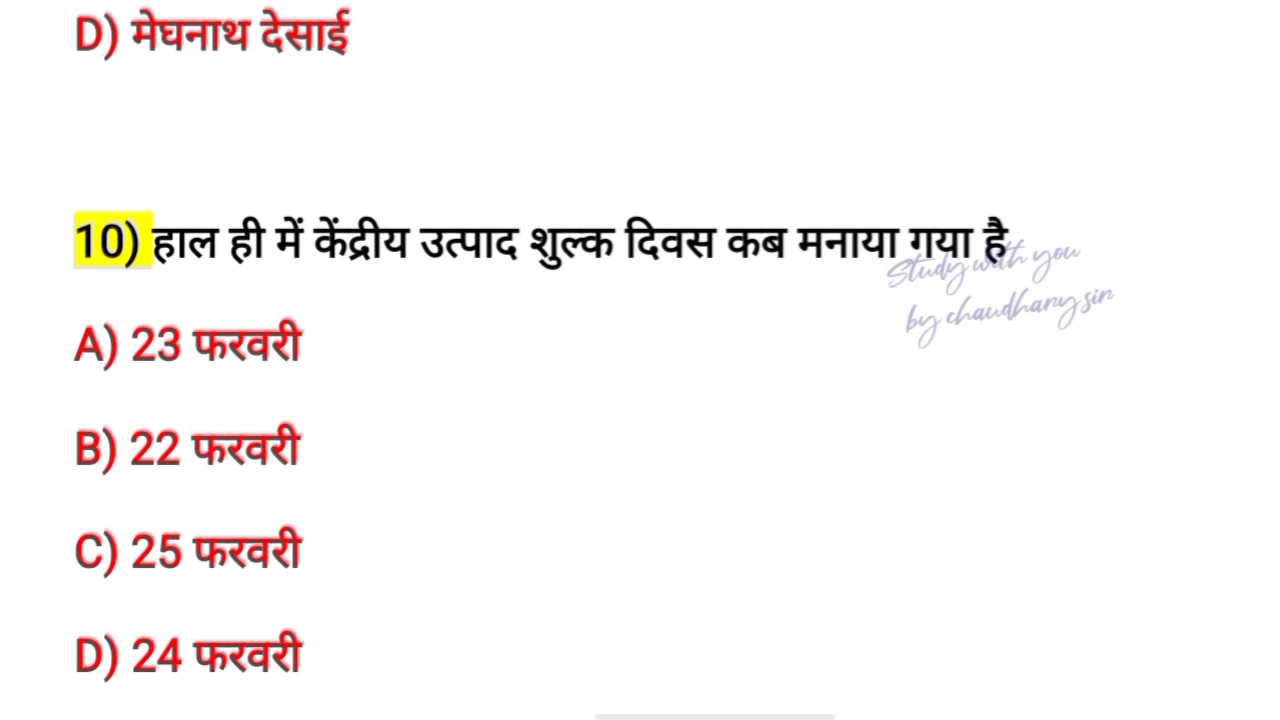 D) मेघनाथ देसाई
10) हाल ही में केंद्रीय उत्पाद शुल्क दिवस कब मनाया गया है
Study with you
by chaudhary sir
A) 23 फरवरी
B) 22 फरवरी
C) 25 फरवरी
D) 24 फरवरी